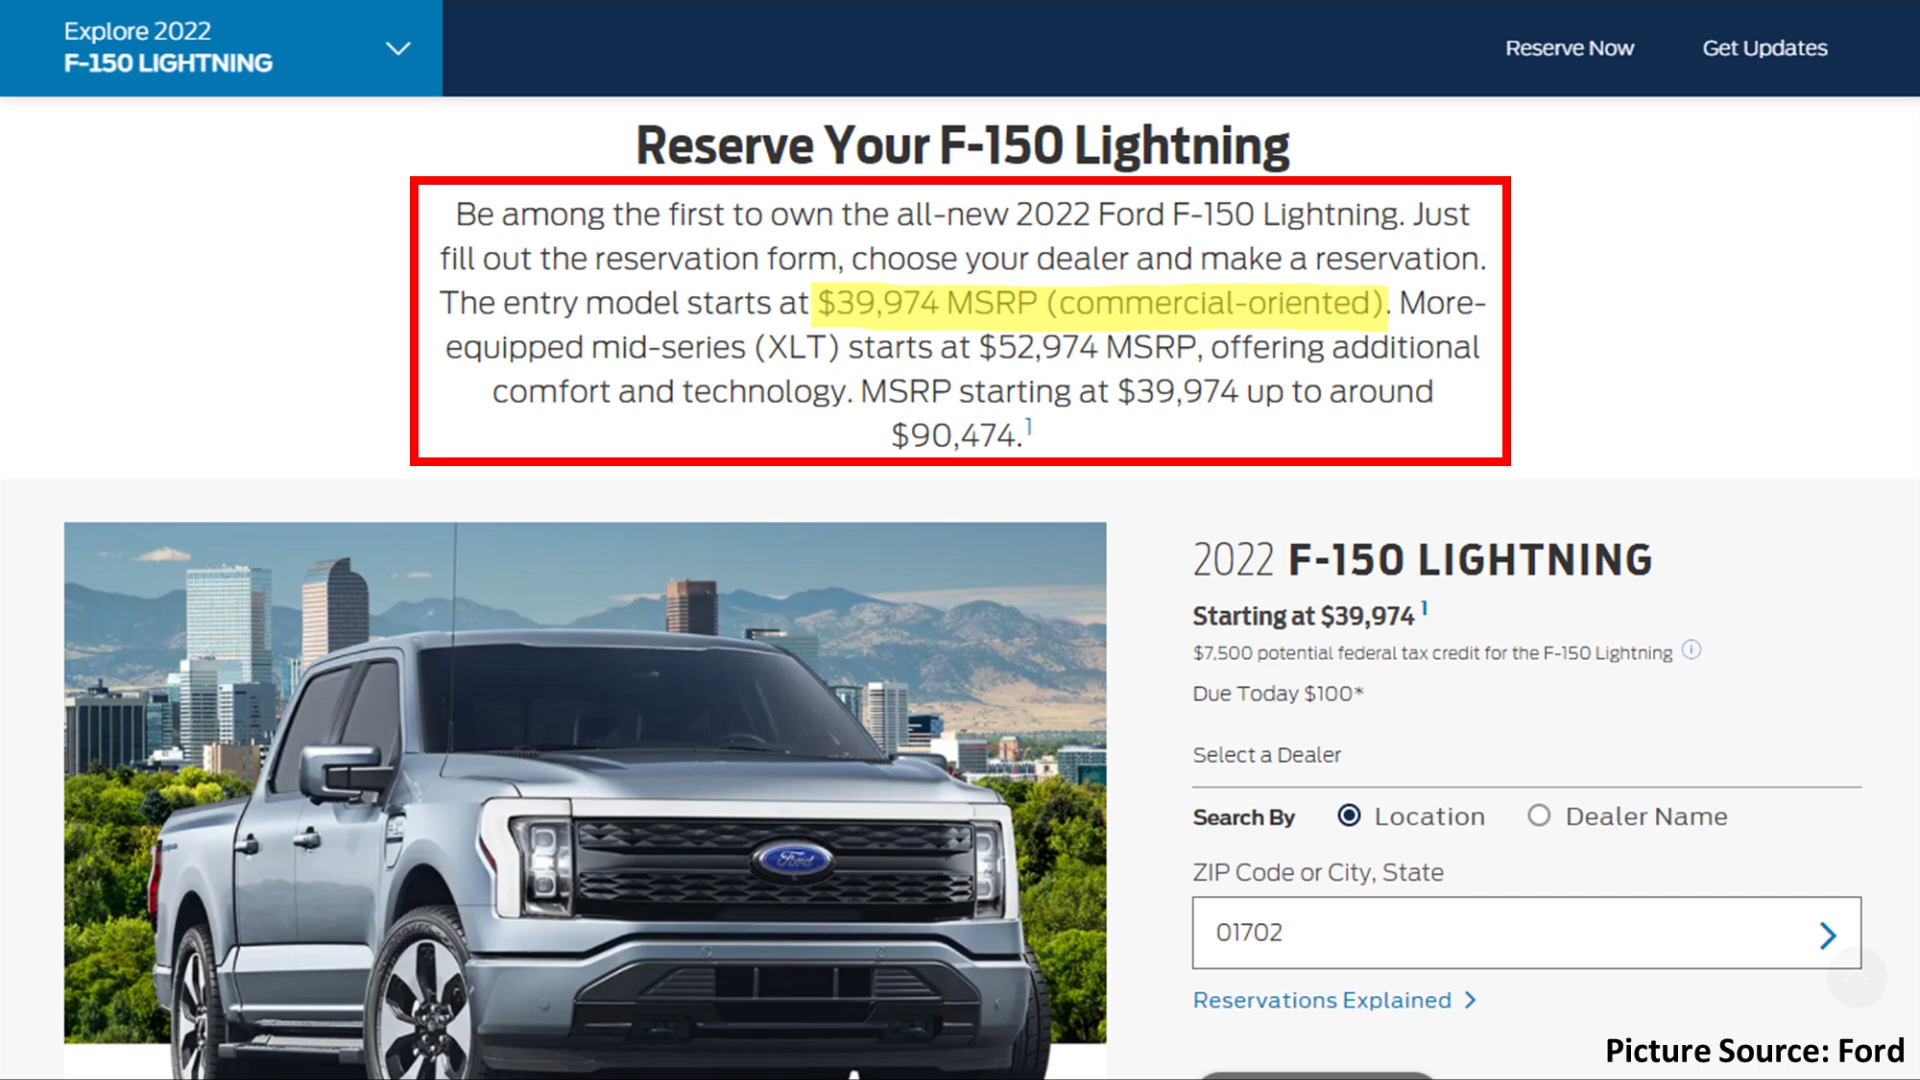 Explore 2022
F-150 LIGHTNING
Reserve Now
Get Updates
Reserve Your F-150 Lightning
Be among the first to own the all-new 2022 Ford F-150 Lightning. Just
fill out the reservation form, choose your dealer and make a reservation.
The entry model starts at $39,974 MSRP (commercial-oriented). More-
equipped mid-series (XLT) starts at $52,974 MSRP, offering additional
comfort and technology. MSRP starting at $39,974 up to around
$90,474.1
Ford
2022 F-150 LIGHTNING
Starting at $39,974 1
$7,500 potential federal tax credit for the F-150 Lightning
Due Today $100*
Select a Dealer
Search By Location Dealer Name
ZIP Code or City, State
01702
Reservations Explained
Picture Source: Ford